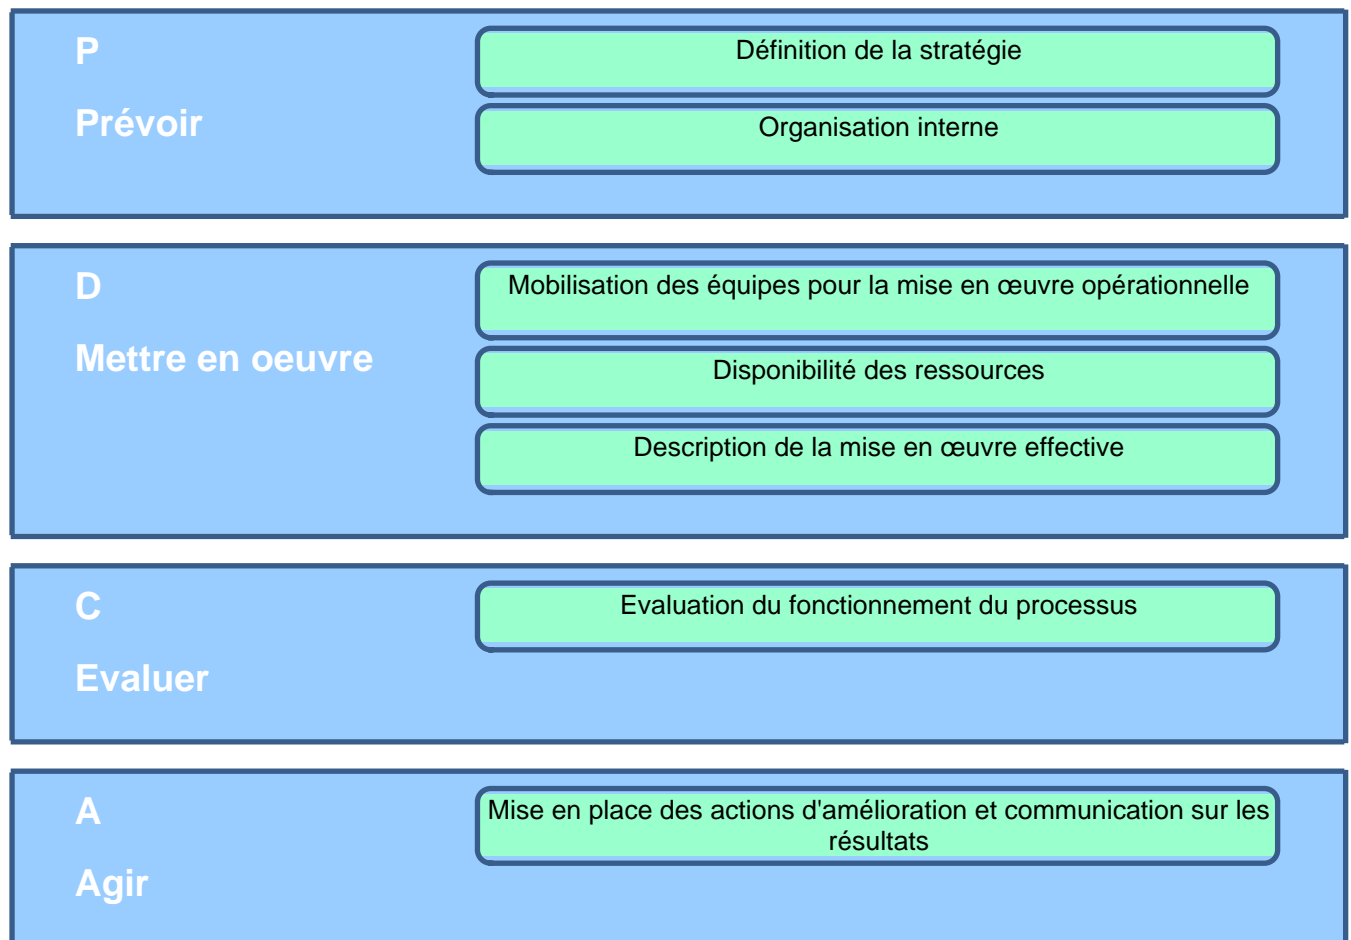 P
Prévoir
Définition de la stratégie
Organisation interne
D
Mettre en oeuvre
Mobilisation des équipes pour la mise en œuvre opérationnelle
Disponibilité des ressources
Description de la mise en œuvre effective
C
Evaluer
Evaluation du fonctionnement du processus
A
Agir
Mise en place des actions d'amélioration et communication sur les
résultats